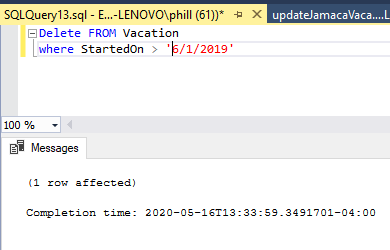 SQLQuery13.sql - E...-LENOVO\phill (61))* updateJamacaVaca....L
Delete FROM Vacation
where StartedOn > '6/1/2019'
100 %
Messages
(1 row affected)
Completion time: 2020-05-16T13:33:59.3491701-04:00